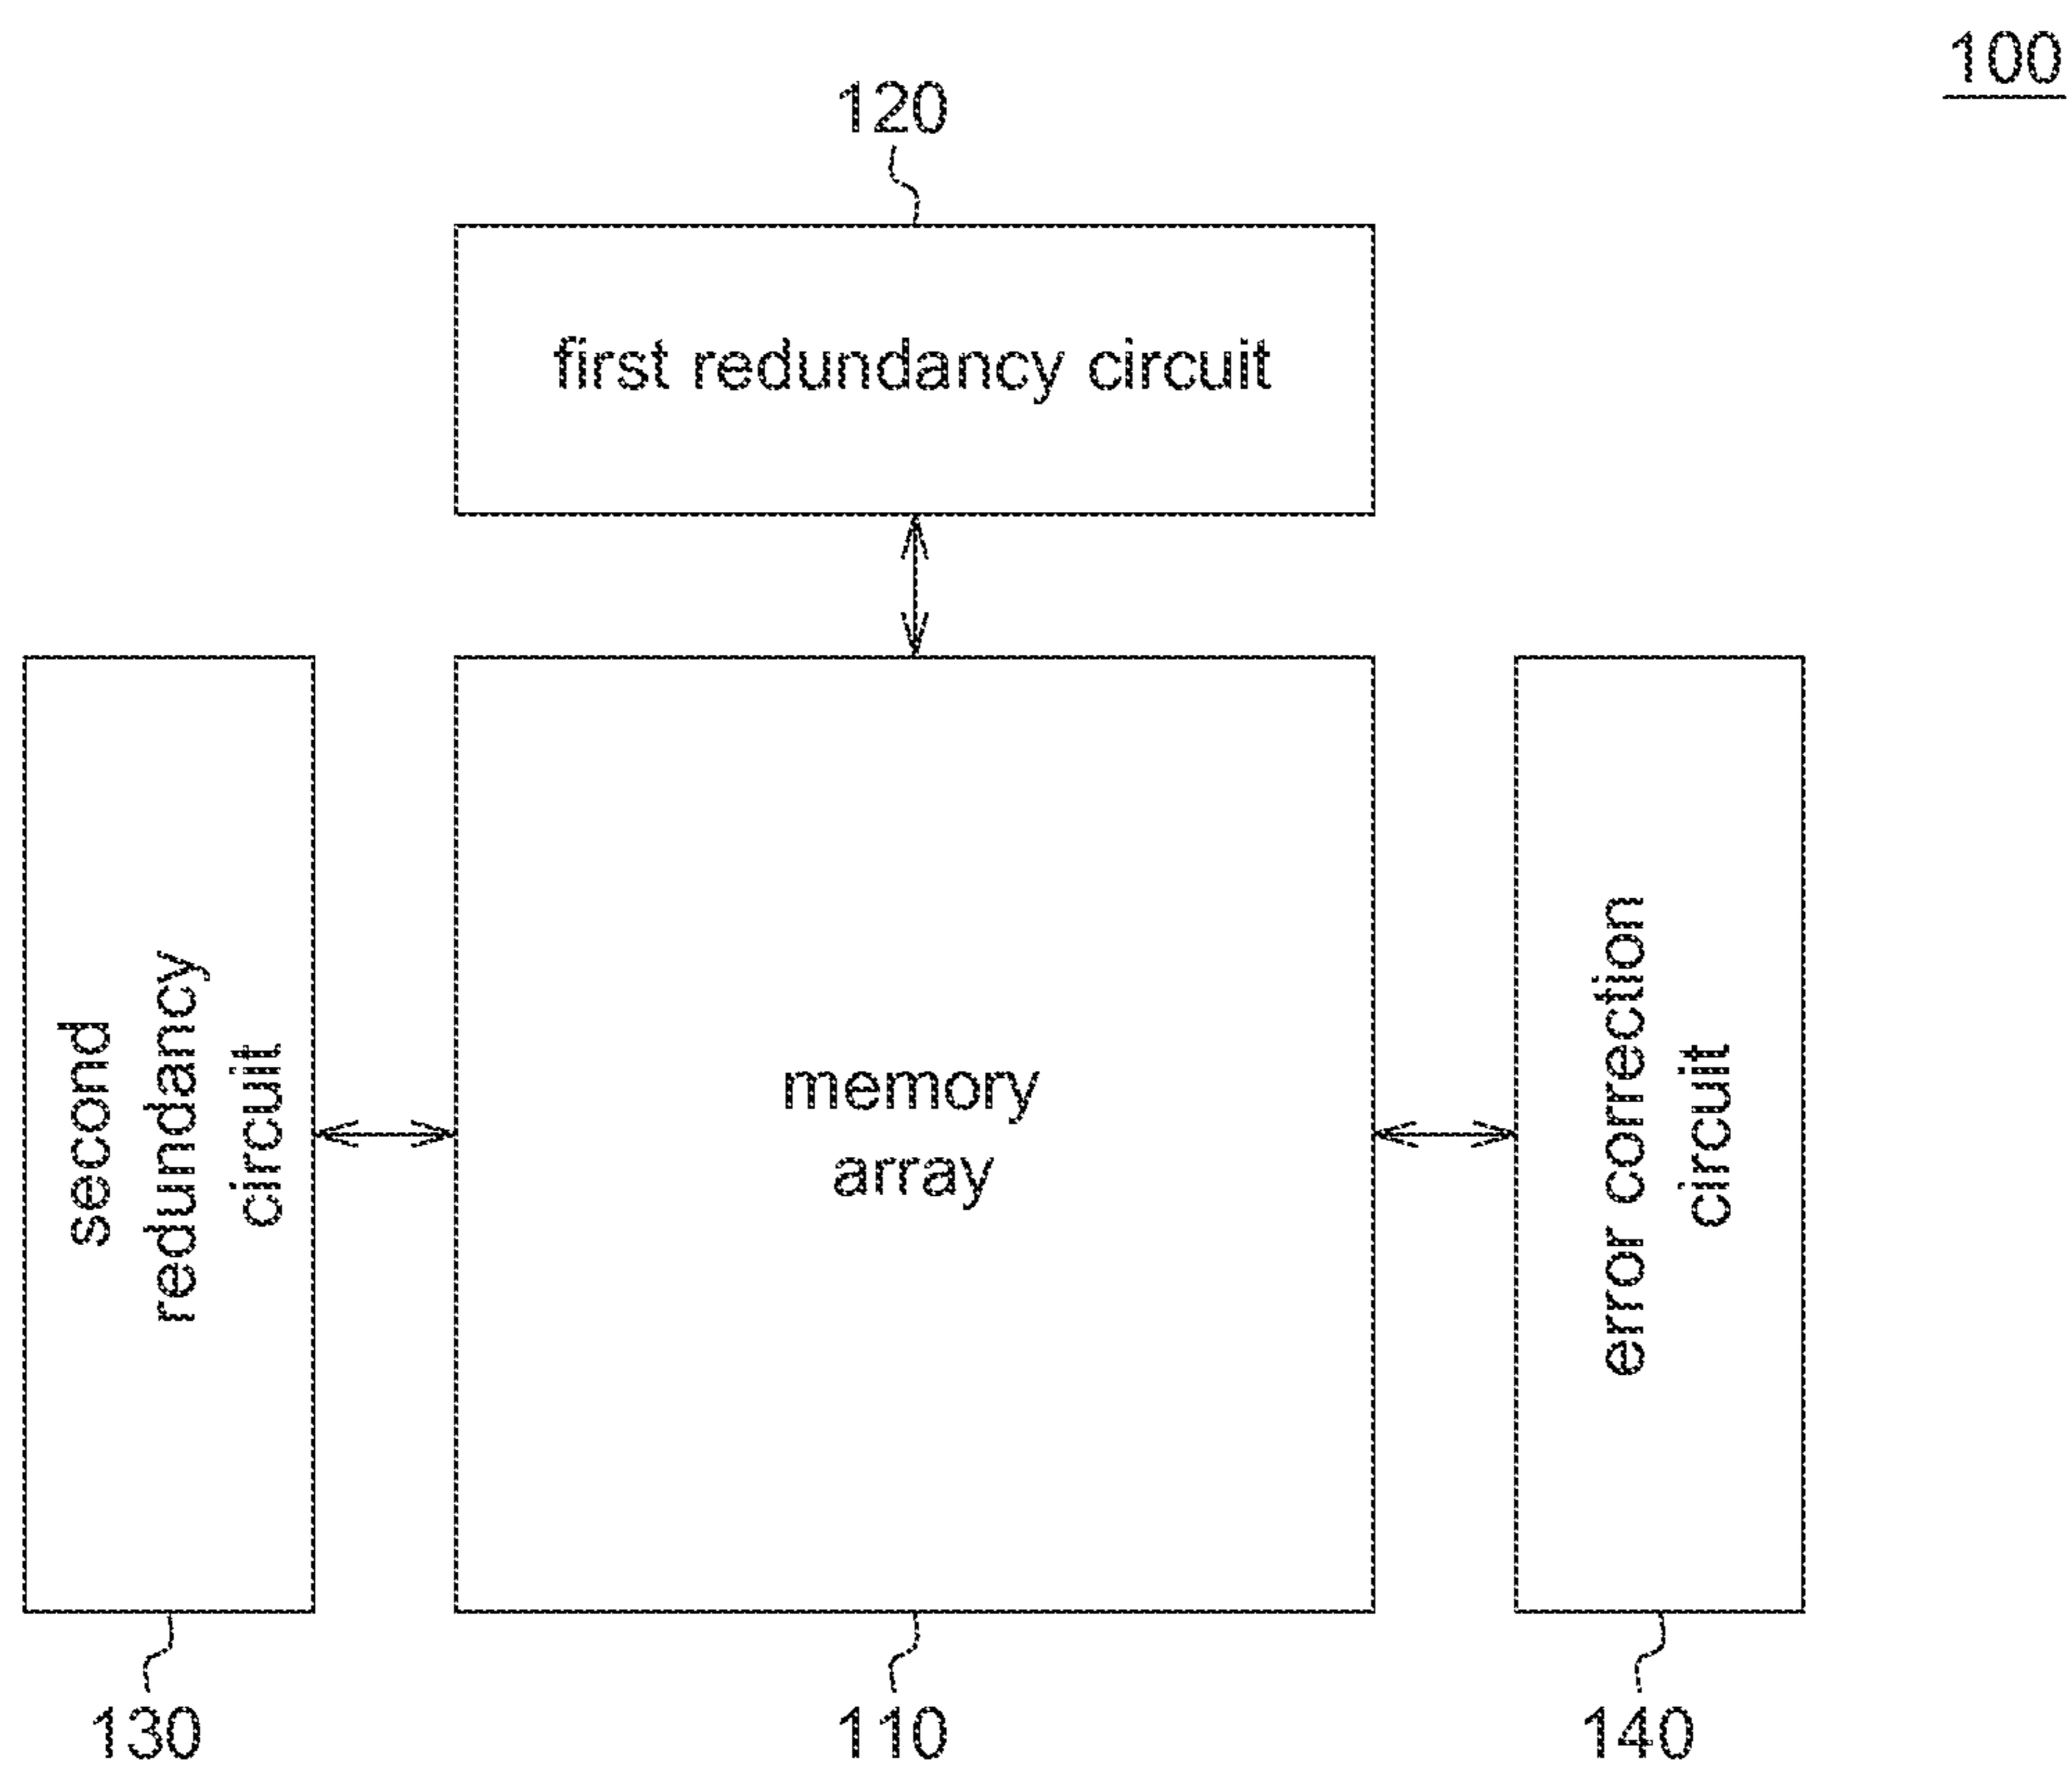 100
120
first redundancy circuit
second
redundancy
circuit
memory
array
error correction
circuit
130
110
140